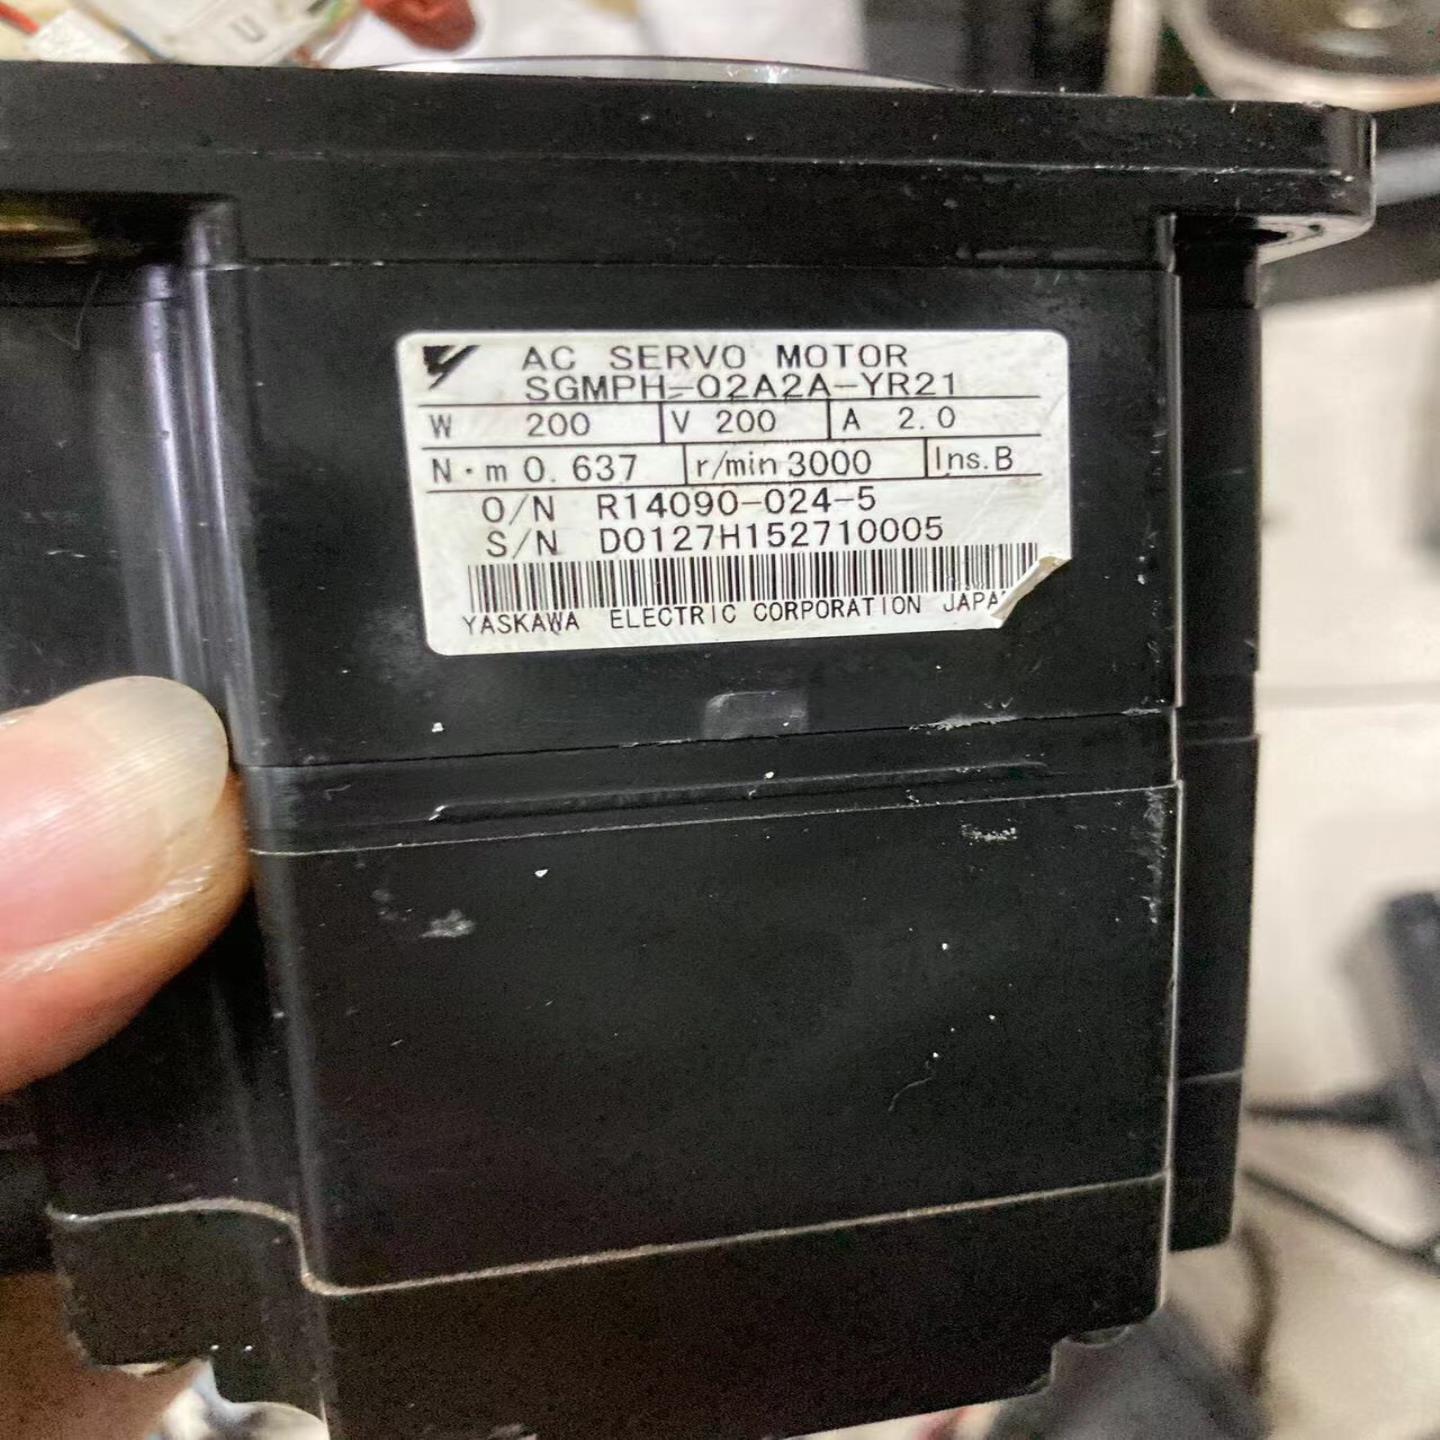 AC SERVO MOTOR
SGMPH-02A2A-YR21
W 200 V 200 A 2.0
N·m 0.637 r/min 3000 Ins.B
O/N R14090-024-5
S/N D0127H152710005
YASKAWA ELECTRIC CORPORATION